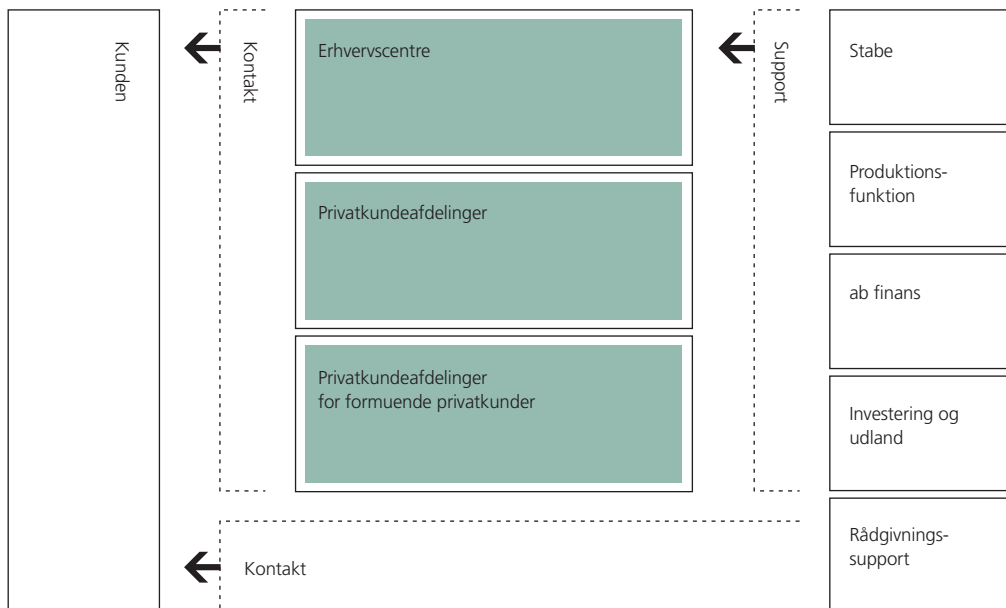 Kunden
Kontakt
Erhvervscentre
Privatkundeafdelinger
Privatkundeafdelinger
for formuende privatkunder
Support
Stabe
Produktions-
funktion
ab finans
Investering og
udland
Rådgivnings-
support
Kontakt